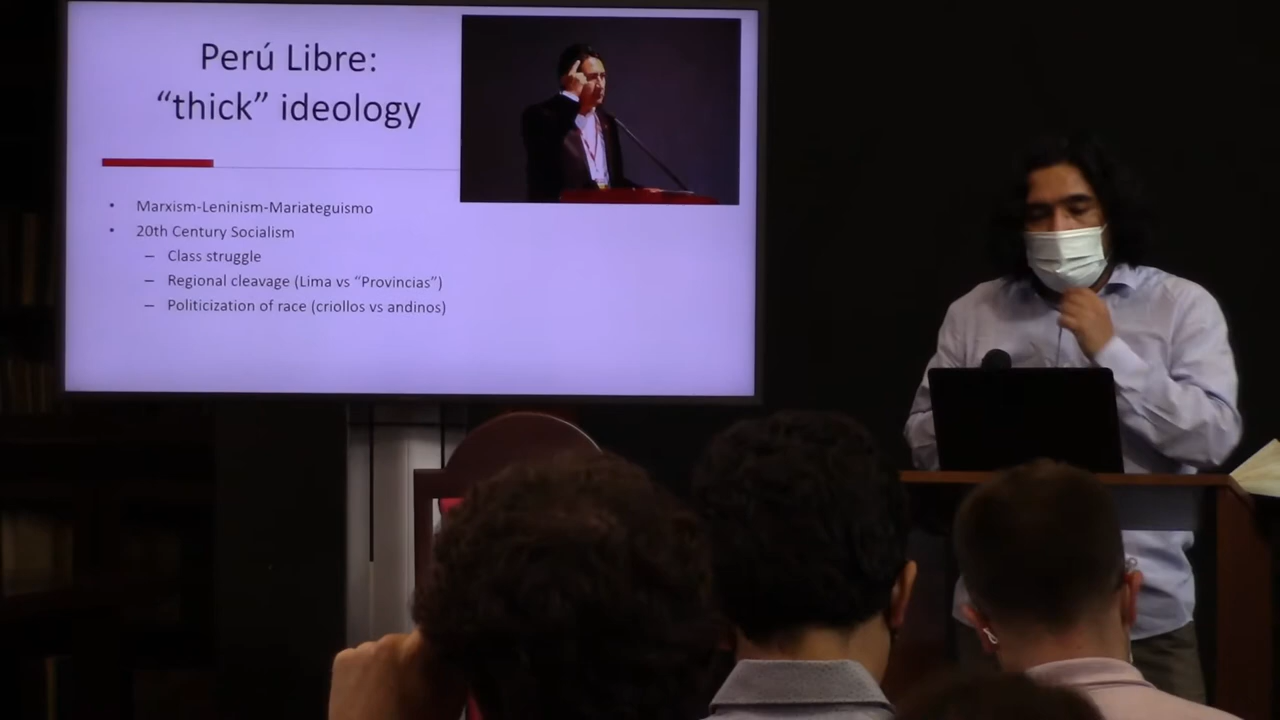 Perú Libre:
“thick” ideology
• Marxism-Leninism-Mariateguismo
• 20th Century Socialism
– Class struggle
– Regional cleavage (Lima vs “Provincias”)
– Politicization of race (criollos vs andinos)